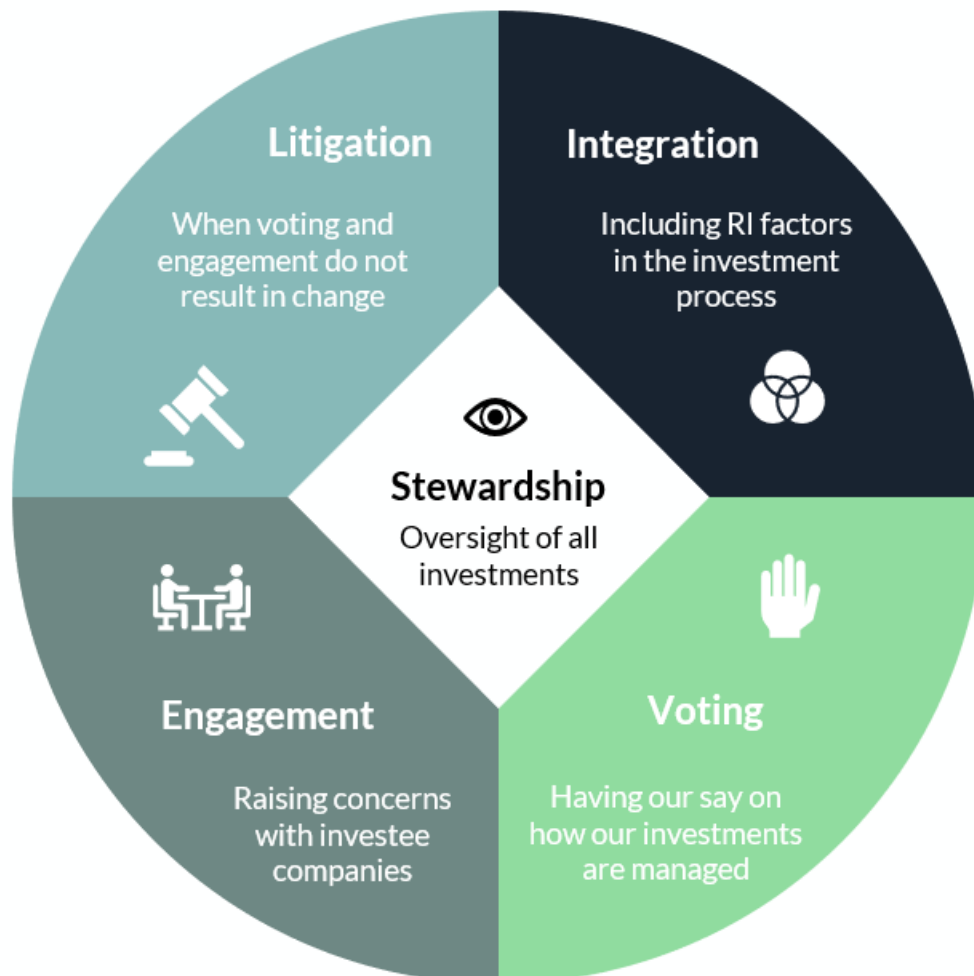 Litigation
When voting and
engagement do not
result in change
Integration
Including RI factors
in the investment
process
Stewardship
Oversight of all
investments
Engagement
Raising concerns
with investee
companies
Voting
Having our say on
how our investments
are managed